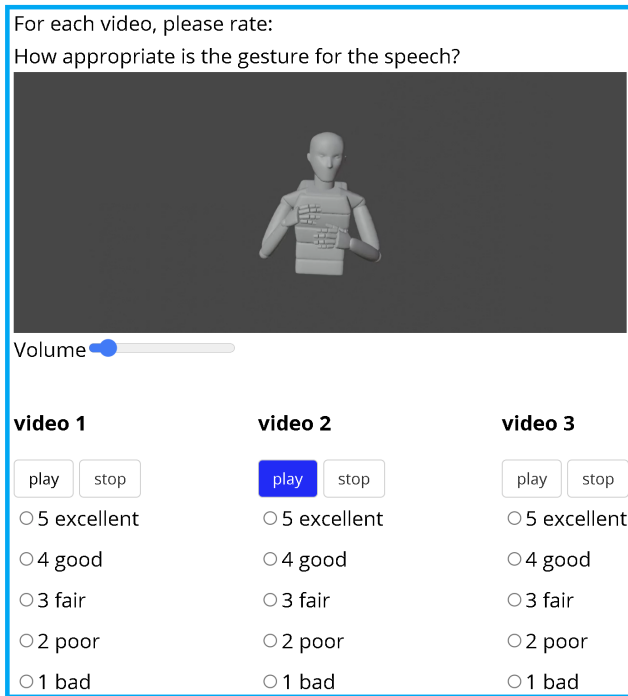 For each video, please rate:
How appropriate is the gesture for the speech?
Volume
video 1 video 2 video 3
play stop play stop play stop
5 excellent 5 excellent 5 excellent
4 good 4 good 4 good
3 fair 3 fair 3 fair
2 poor 2 poor 2 poor
1 bad 1 bad 1 bad